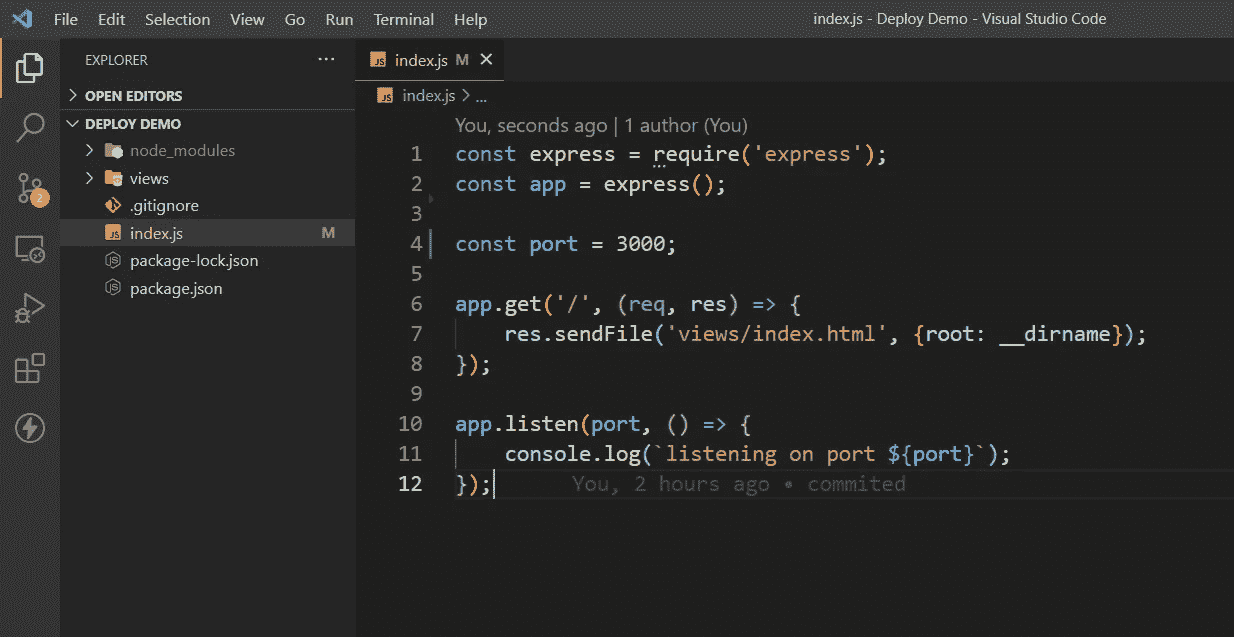 File Edit Selection View Go Run Terminal Help
index.js - Deploy Demo - Visual Studio Code
EXPLORER ...
OPEN EDITORS
DEPLOY DEMO
node_modules
views
.gitignore
JS index.js M
package-lock.json
package.json
2
JS index.js M
JS index.js > ...
You, seconds ago | 1 author (You)
1 const express = require('express');
2 const app = express();
3
4 const port = 3000;
5
6 app.get('/', (req, res) => {
7 res.sendFile('views/index.html', {root: __dirname});
8 });
9
10 app.listen(port, () => {
11 console.log(`listening on port ${port}`);
12 }); You, 2 hours ago • commited